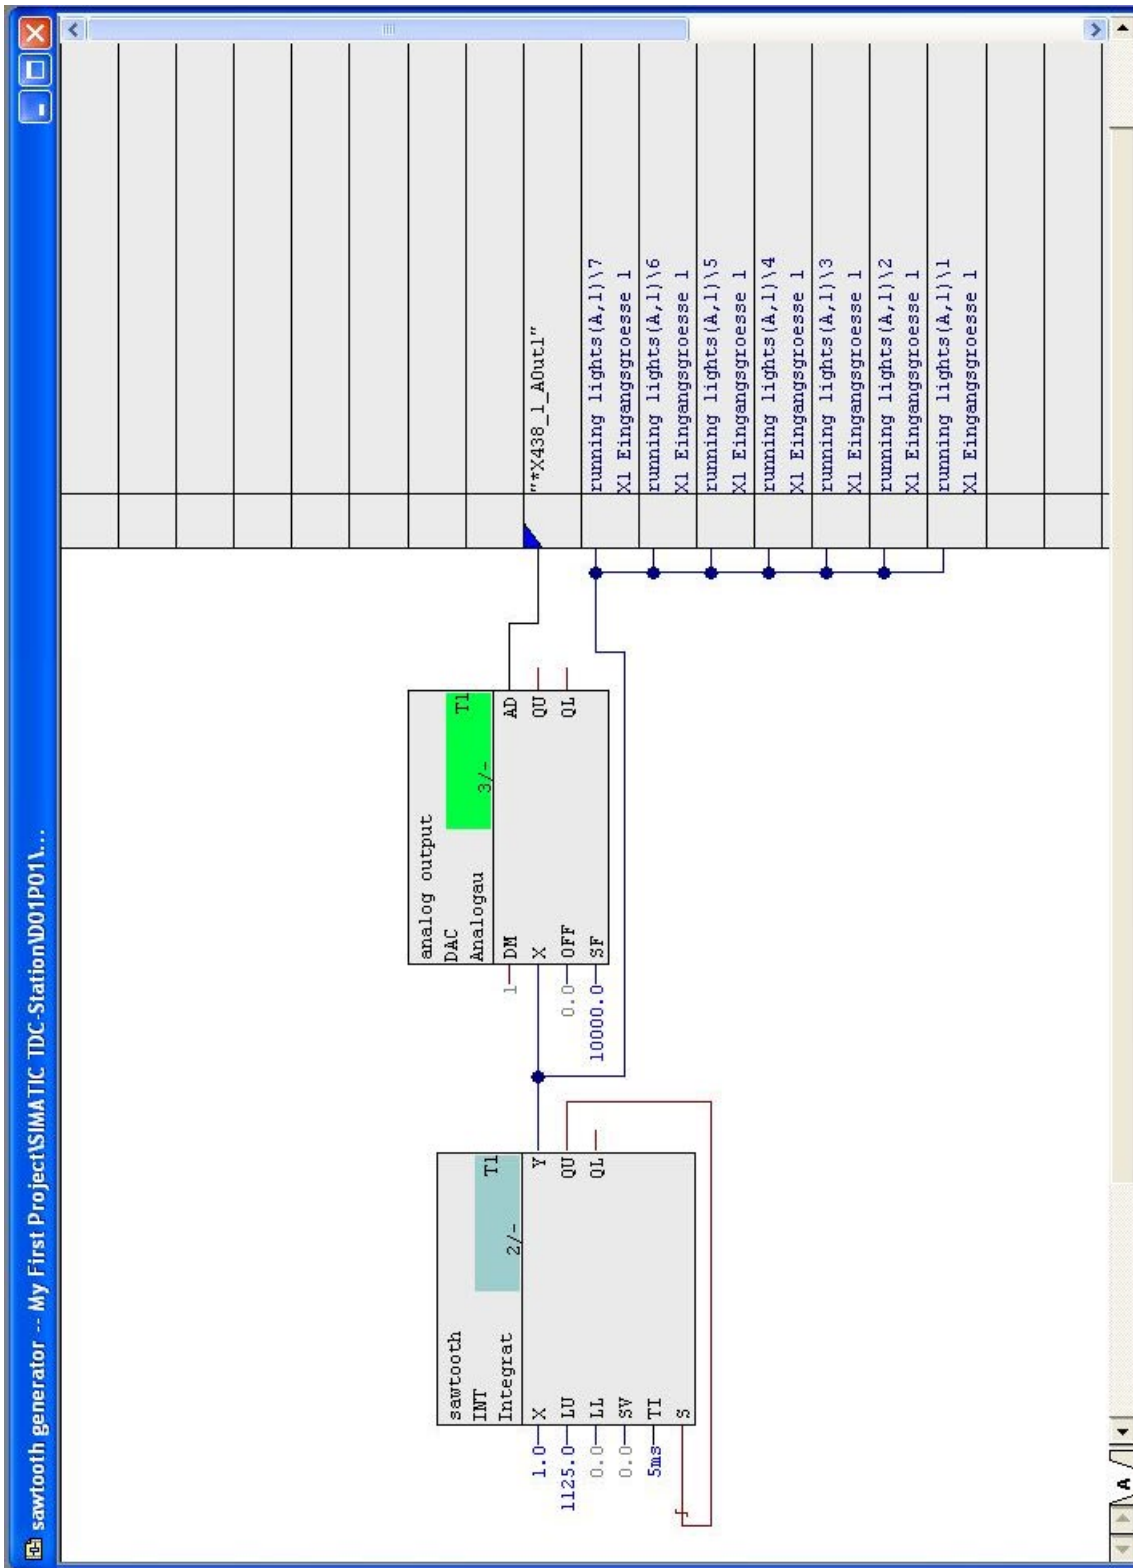 sawtooth generator -- My First Project\SIMATIC TDC-Station\D01P01\...
sawtooth
INT
T1
Integrat
2/-
1.0
X
Y
1125.0
LU
QU
0.0
LL
QL
0.0
SV
5ms
TI
S
analog output
DAC
T1
Analogau
3/-
1
DM
AD
X
QU
0.0
OFF
QL
10000.0
SF
"*X438_1_AOut1"
running lights(A,1)\7
X1 Eingangsgroesse 1
running lights(A,1)\6
X1 Eingangsgroesse 1
running lights(A,1)\5
X1 Eingangsgroesse 1
running lights(A,1)\4
X1 Eingangsgroesse 1
running lights(A,1)\3
X1 Eingangsgroesse 1
running lights(A,1)\2
X1 Eingangsgroesse 1
running lights(A,1)\1
X1 Eingangsgroesse 1
A